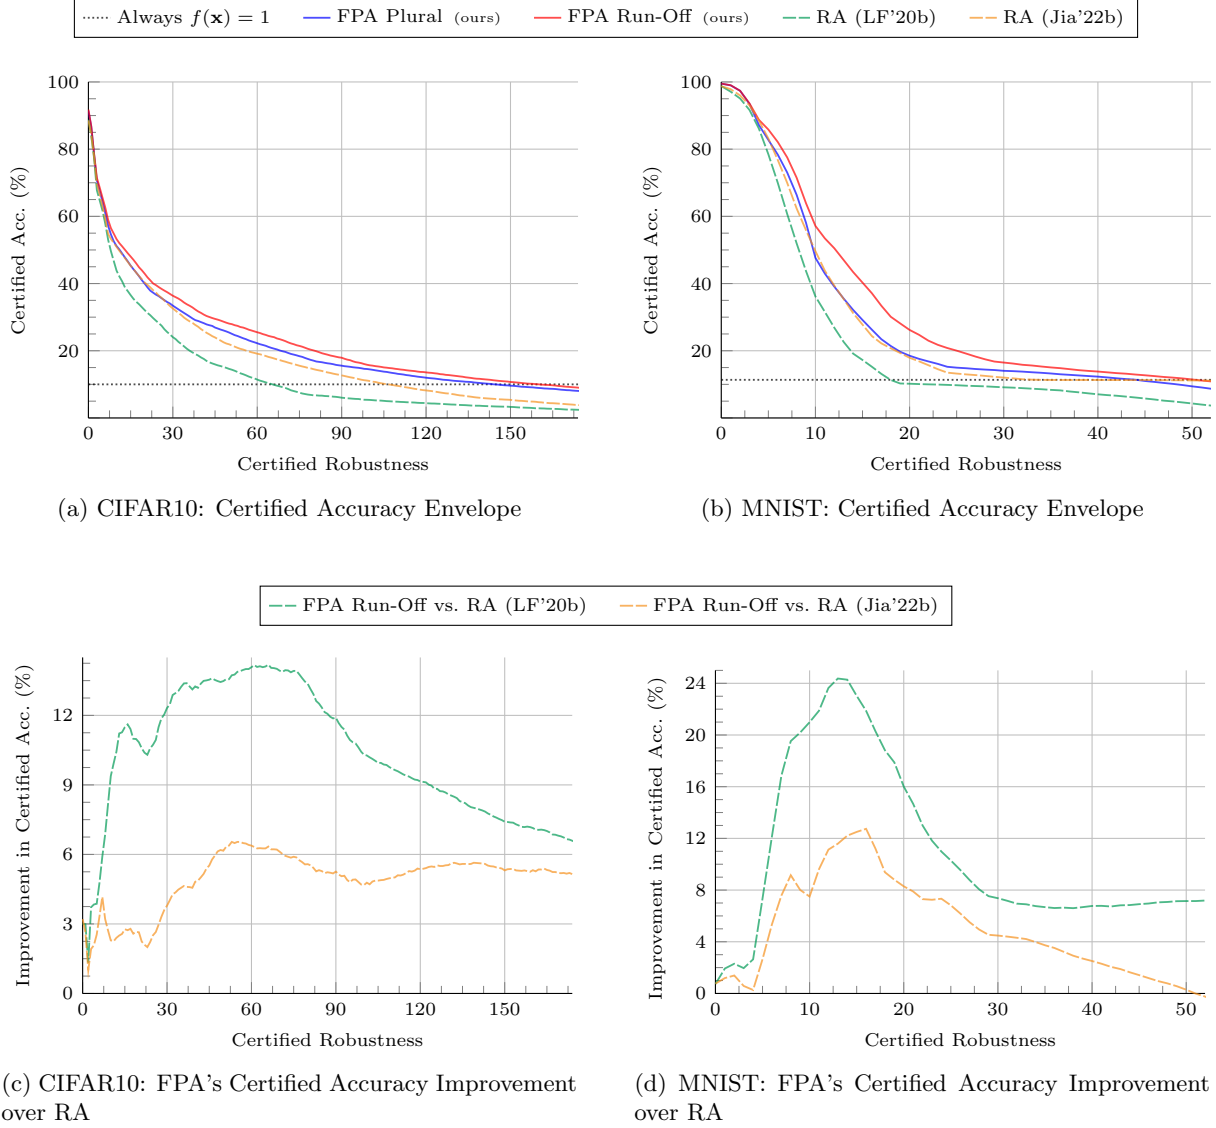 Always f(x) = 1 FPA Plural (ours) FPA Run-Off (ours) RA (LF'20b) RA (Jia'22b)
100
80
60
40
20
0 30 60 90 120 150
Certified Acc. (%)
Certified Robustness
(a) CIFAR10: Certified Accuracy Envelope
100
80
60
40
20
0 10 20 30 40 50
Certified Acc. (%)
Certified Robustness
(b) MNIST: Certified Accuracy Envelope
FPA Run-Off vs. RA (LF'20b) FPA Run-Off vs. RA (Jia'22b)
12
9
6
3
0
0 30 60 90 120 150
Improvement in Certified Acc. (%)
Certified Robustness
(c) CIFAR10: FPA's Certified Accuracy Improvement
over RA
24
20
16
12
8
4
0
0 10 20 30 40 50
Improvement in Certified Acc. (%)
Certified Robustness
(d) MNIST: FPA's Certified Accuracy Improvement
over RA